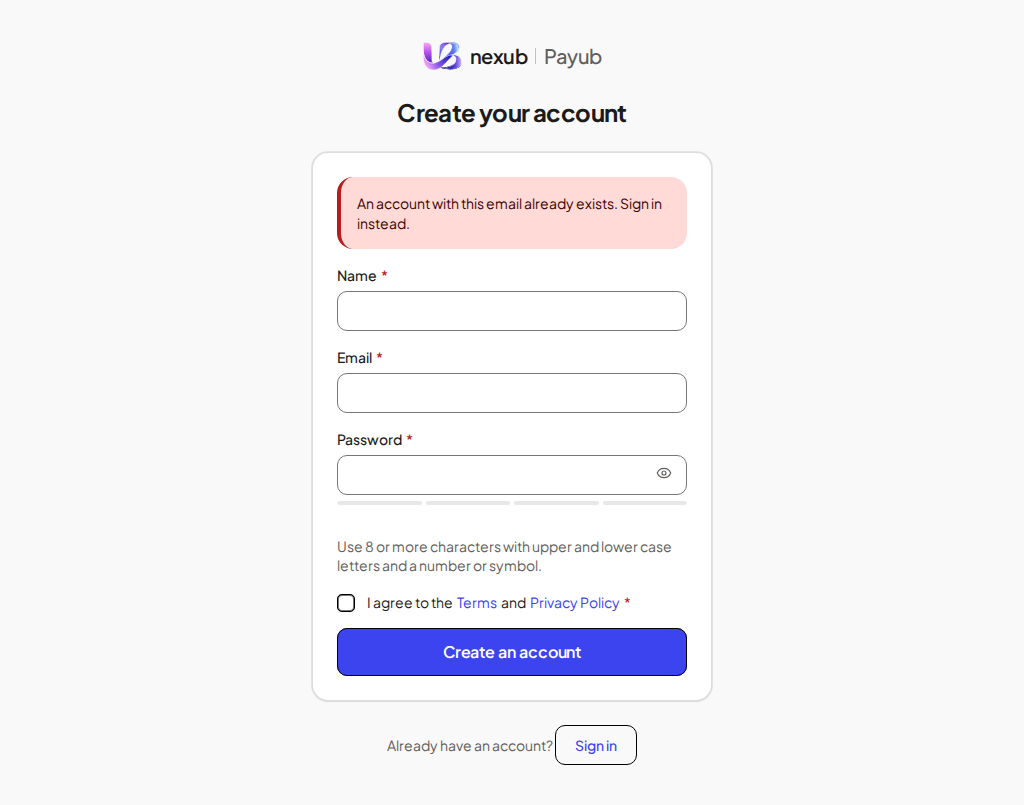 nexub | Payub
Create your account
An account with this email already exists. Sign in
instead.
Name *
Email *
Password *
Use 8 or more characters with upper and lower case
letters and a number or symbol.
I agree to the Terms and Privacy Policy *
Create an account
Already have an account? Sign in